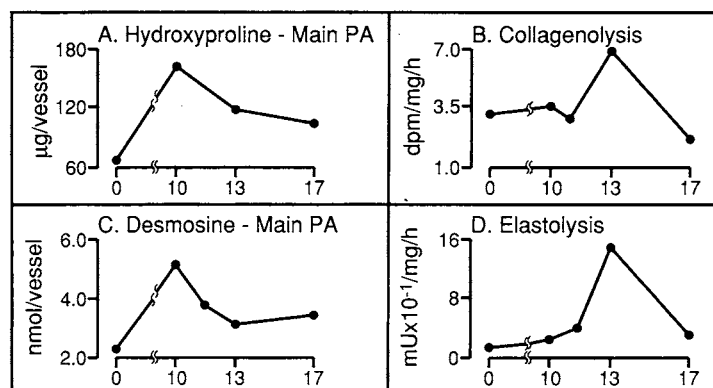 A. Hydroxyproline - Main PA
180
120
60
µg/vessel
0 10 13 17
B. Collagenolysis
7.0
3.5
1.0
dpm/mg/h
0 10 13 17
C. Desmosine - Main PA
6.0
4.0
2.0
nmol/vessel
0 10 13 17
D. Elastolysis
16
8
0
mUx10⁻¹/mg/h
0 10 13 17